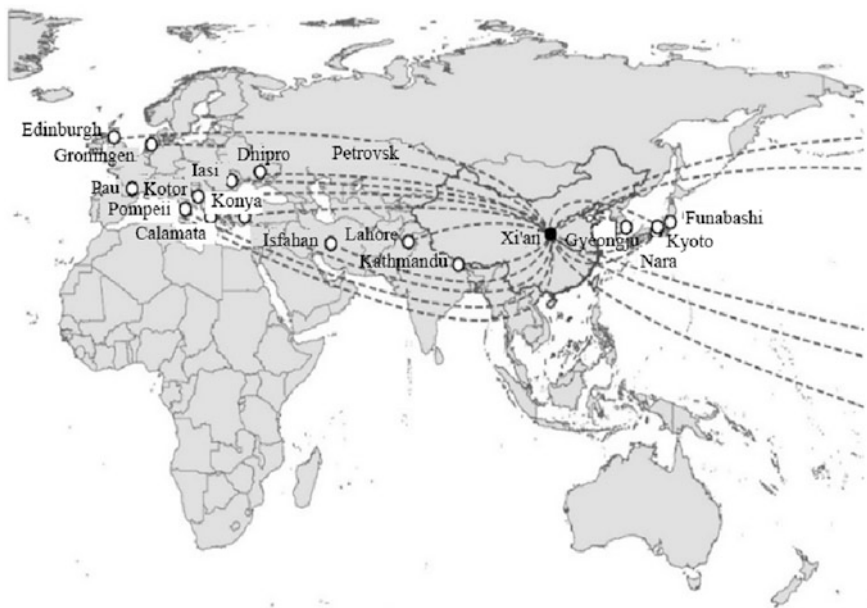 Edinburgh
Groningen
Dhipro
Petrovsk
Iasi
Pau
Kotor
Konya
Pompeii
Calamata
Isfahan
Lahore
Kathmandu
Xi'an
Gyeongju
Funabashi
Kyoto
Nara